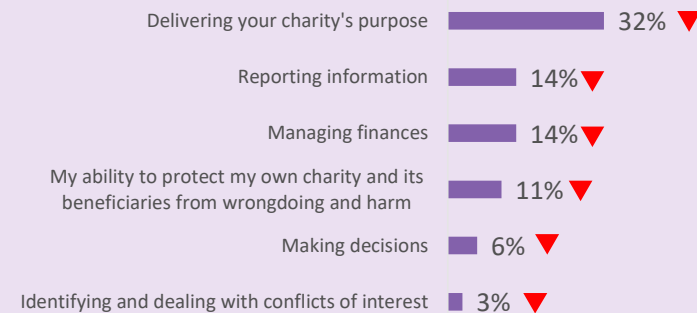 Delivering your charity's purpose 32%
Reporting information 14%
Managing finances 14%
My ability to protect my own charity and its
beneficiaries from wrongdoing and harm 11%
Making decisions 6%
Identifying and dealing with conflicts of interest 3%